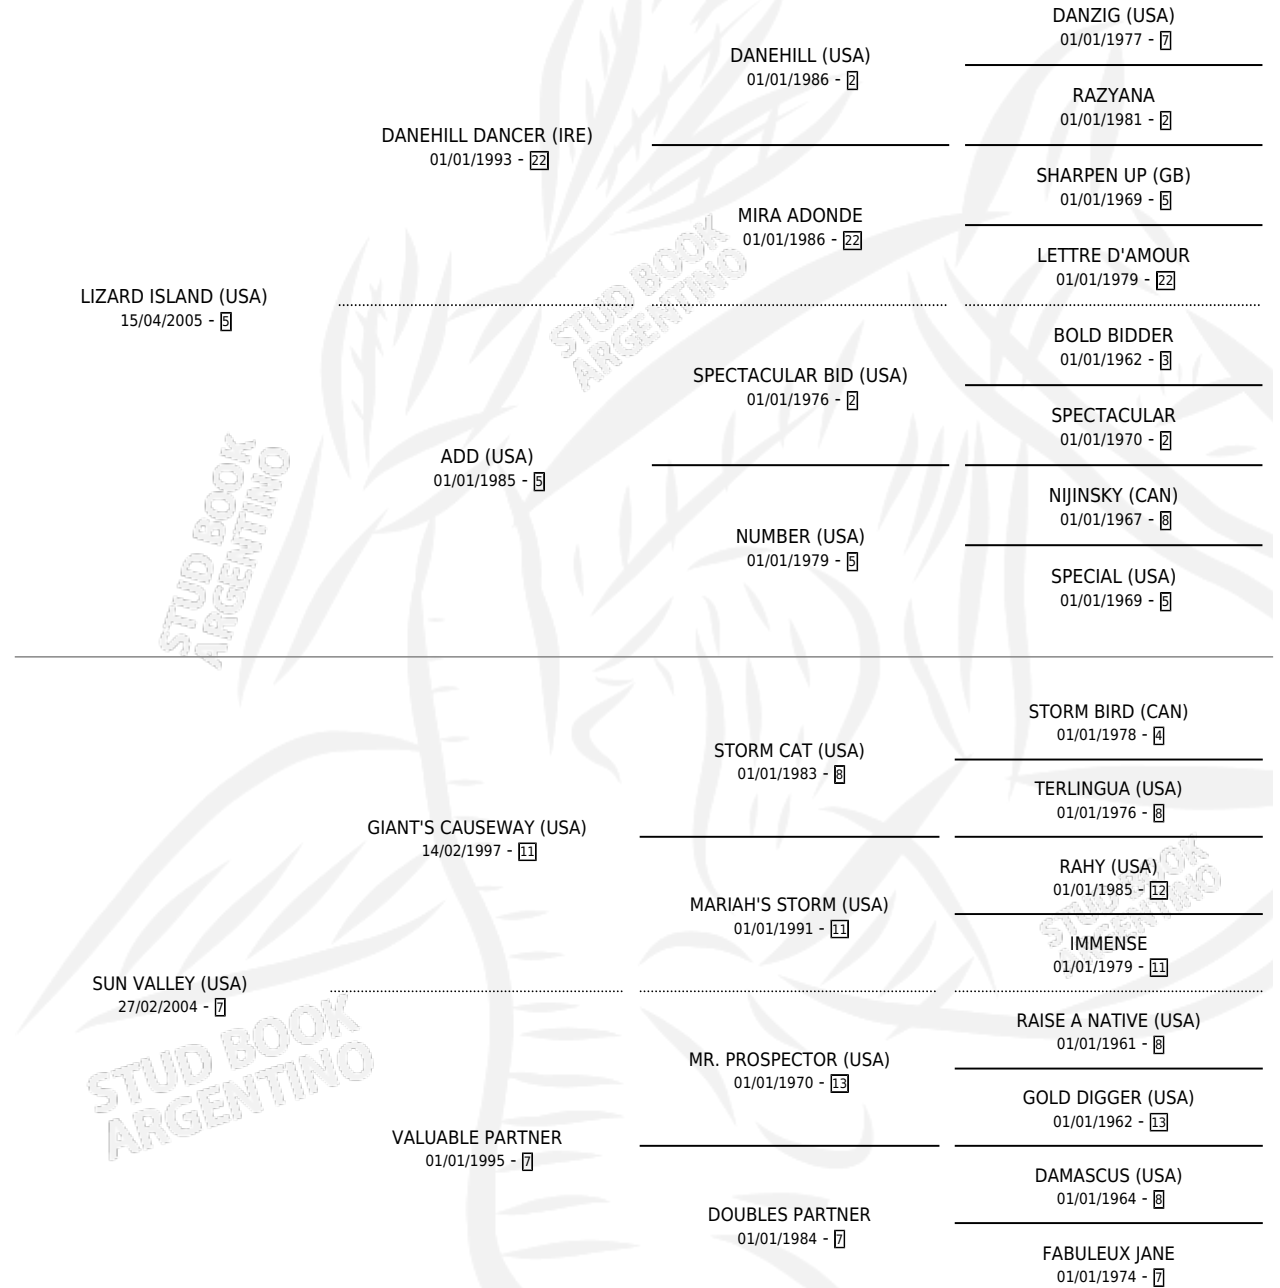 DANZIG (USA)
01/01/1977 - 7
DANEHILL (USA)
01/01/1986 - 2
RAZYANA
01/01/1981 - 2
DANEHILL DANCER (IRE)
01/01/1993 - 22
SHARPEN UP (GB)
01/01/1969 - 5
MIRA ADONDE
01/01/1986 - 22
LETTRE D'AMOUR
01/01/1979 - 22
LIZARD ISLAND (USA)
15/04/2005 - 5
BOLD BIDDER
01/01/1962 - 3
SPECTACULAR BID (USA)
01/01/1976 - 2
SPECTACULAR
01/01/1970 - 2
ADD (USA)
01/01/1985 - 5
NIJINSKY (CAN)
01/01/1967 - 8
NUMBER (USA)
01/01/1979 - 5
SPECIAL (USA)
01/01/1969 - 5
STORM BIRD (CAN)
01/01/1978 - 4
STORM CAT (USA)
01/01/1983 - 8
TERLINGUA (USA)
01/01/1976 - 8
GIANT'S CAUSEWAY (USA)
14/02/1997 - 11
RAHY (USA)
01/01/1985 - 12
MARIAH'S STORM (USA)
01/01/1991 - 11
IMMENSE
01/01/1979 - 11
SUN VALLEY (USA)
27/02/2004 - 7
RAISE A NATIVE (USA)
01/01/1961 - 8
MR. PROSPECTOR (USA)
01/01/1970 - 13
GOLD DIGGER (USA)
01/01/1962 - 13
VALUABLE PARTNER
01/01/1995 - 7
DAMASCUS (USA)
01/01/1964 - 8
DOUBLES PARTNER
01/01/1984 - 7
FABULEUX JANE
01/01/1974 - 7
STUD BOOK
ARGENTINO
STUD BOOK
ARGENTINO
STUD BOOK
ARGENTINO
STUD BOOK
ARGENTINO